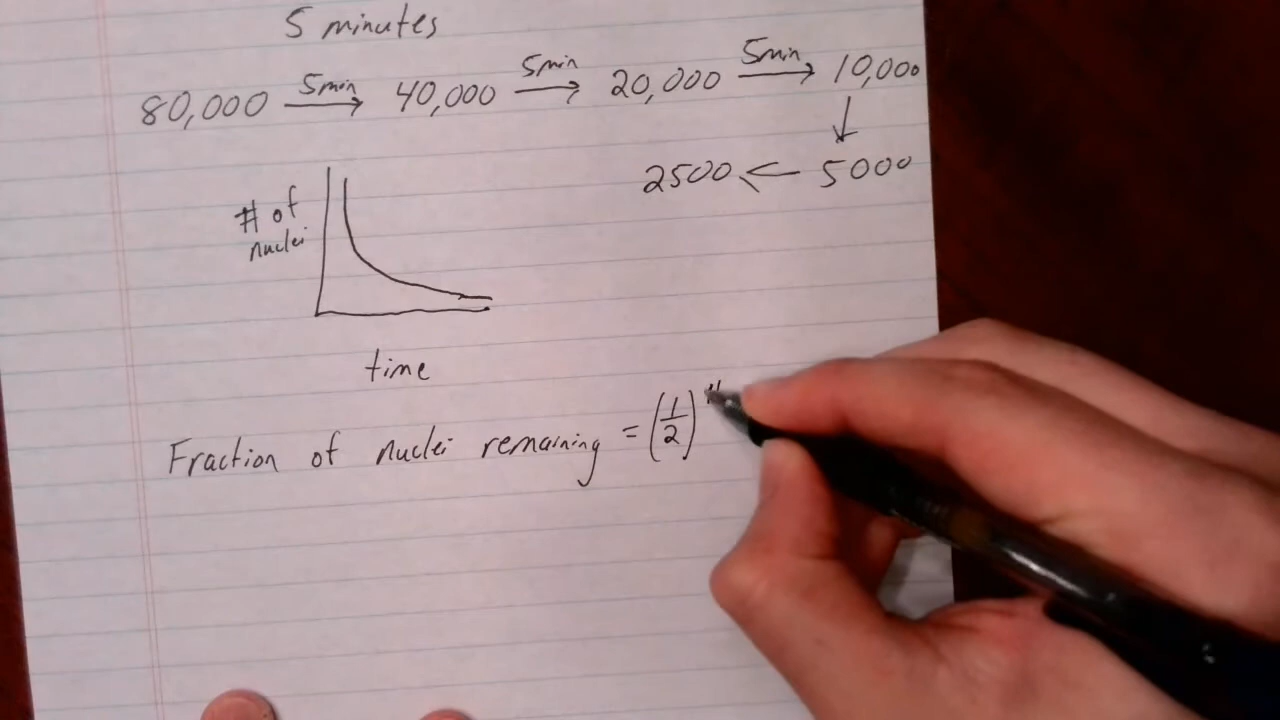 5 minutes
80,000 5min → 40,000 5min → 20,000 5min → 10,000
↓
2500 ← 5000
# of
nuclei
time
Fraction of nuclei remaining = (1/2)